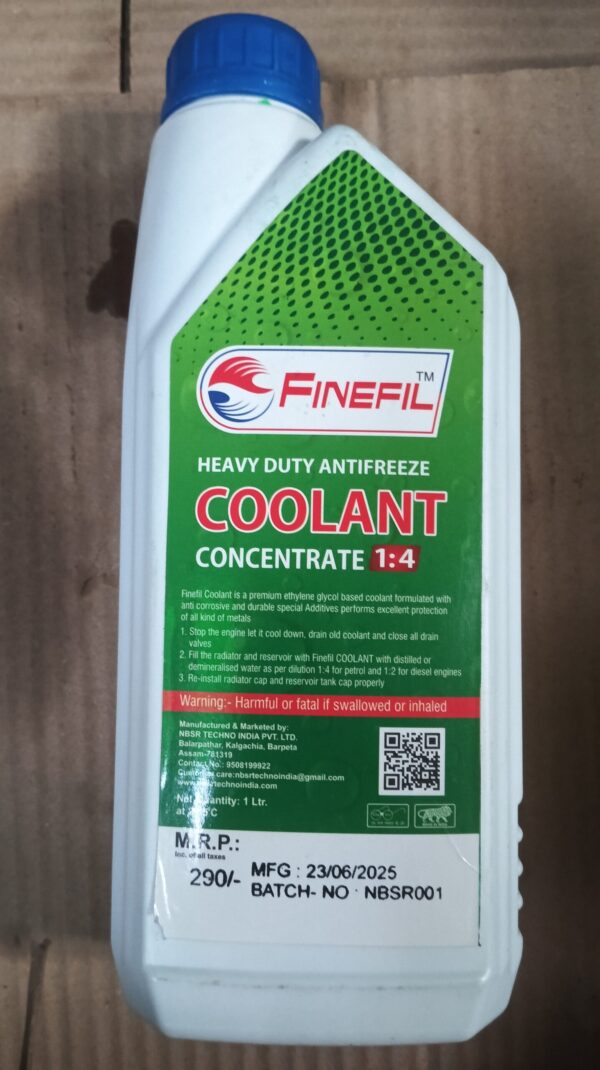 FINEFIL TM
HEAVY DUTY ANTIFREEZE
COOLANT
CONCENTRATE 1:4
Finefil Coolant is a premium ethylene glycol based coolant formulated with
anti corrosive and durable special Additives performs excellent protection
of all kind of metals
1. Stop the engine let it cool down, drain old coolant and close all drain
valves
2. Fill the radiator and reservoir with Finefil COOLANT with distilled or
demineralised water as per dilution 1:4 for petrol and 1:2 for diesel engines
3. Re-install radiator cap and reservoir tank cap properly
Warning:- Harmful or fatal if swallowed or inhaled
Manufactured & Marketed by:
NBSR TECHNO INDIA PVT. LTD.
Balarpathar, Kalgachia, Barpeta
Assam-781319
Contact No.: 9508199922
Customer care:nbsrtechnoindia@gmail.com
www.nbsrtechnoindia.com
Net Quantity: 1 Ltr.
at
M.R.P.:
Inc. of all taxes
290/-
MFG : 23/06/2025
BATCH- NO : NBSR001